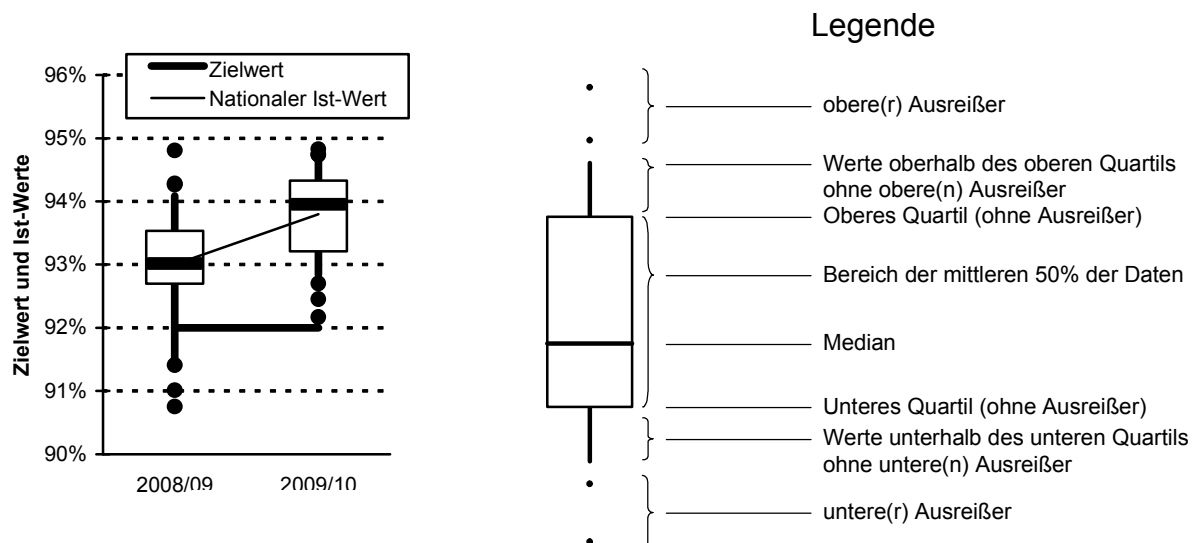 Legende
Zielwert
Nationaler Ist-Wert
Zielwert und Ist-Werte
96%
95%
94%
93%
92%
91%
90%
2008/09
2009/10
obere(r) Ausreißer
Werte oberhalb des oberen Quartils
ohne obere(n) Ausreißer
Oberes Quartil (ohne Ausreißer)
Bereich der mittleren 50% der Daten
Median
Unteres Quartil (ohne Ausreißer)
Werte unterhalb des unteren Quartils
ohne untere(n) Ausreißer
untere(r) Ausreißer